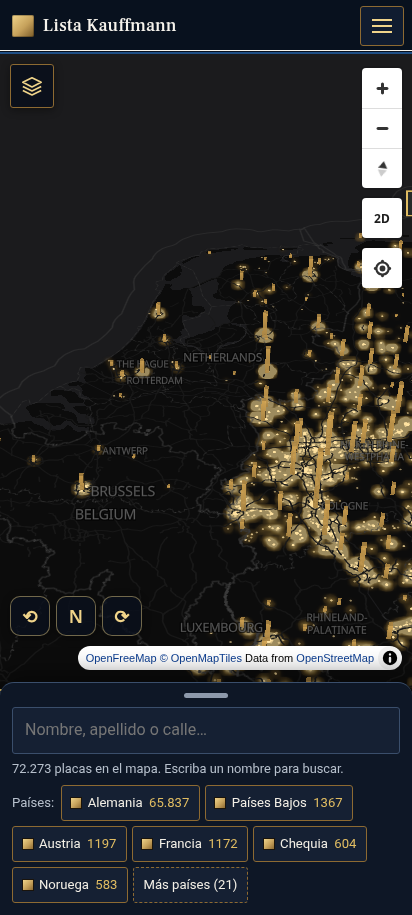 Lista Kauffmann
2D
THE HAGUE
NETHERLANDS
ROTTERDAM
ANTWERP
BRUSSELS
BELGIUM
COLOGNE
LUXEMBOURG
RHINELAND-
PALATINATE
N
OpenFreeMap © OpenMapTiles Data from OpenStreetMap
Nombre, apellido o calle…
72.273 placas en el mapa. Escriba un nombre para buscar.
Países: Alemania 65.837 Países Bajos 1367
Austria 1197 Francia 1172 Chequia 604
Noruega 583 Más países (21)